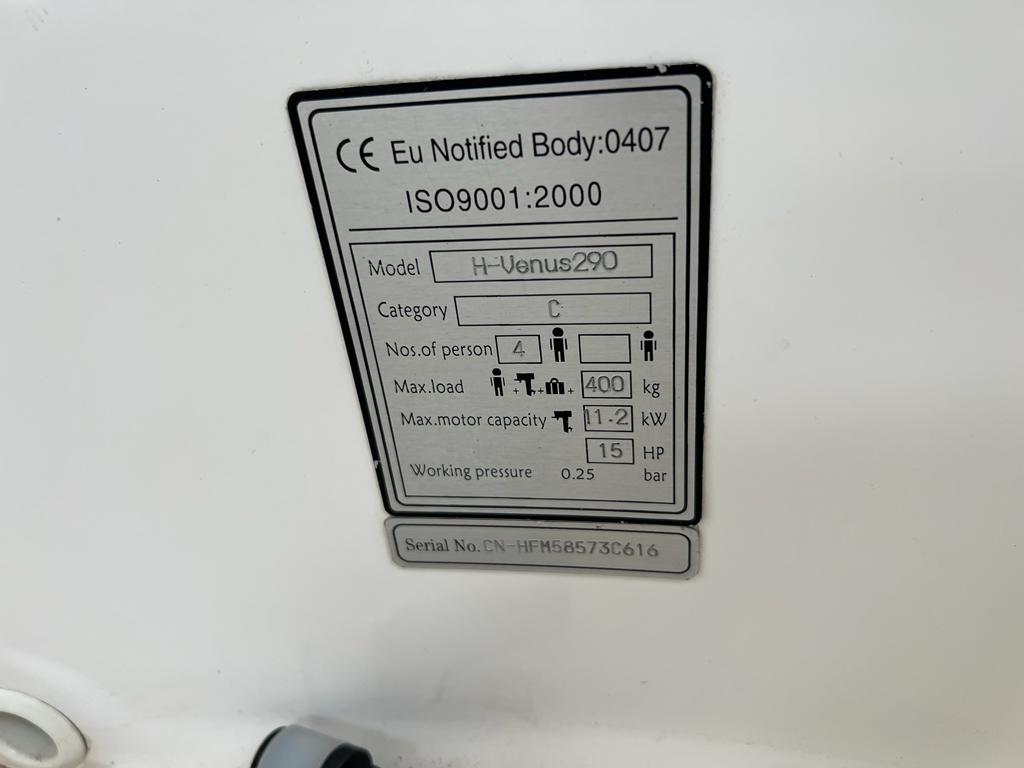 CE Eu Notified Body:0407
ISO9001:2000
Model H-Venus290
Category C
Nos.of person 4
Max.load + + + 400 kg
Max.motor capacity 11.2 kW
15 HP
Working pressure 0.25 bar
Serial No. CN-HFM58573C616